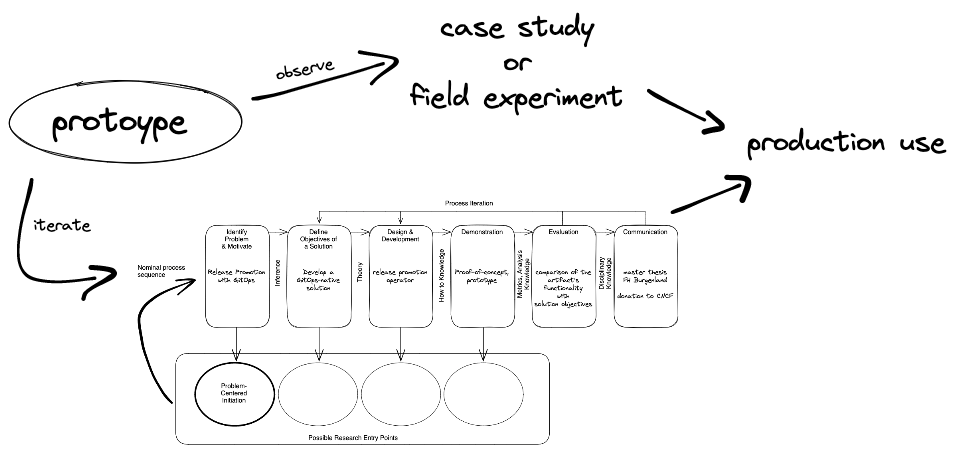 case study
or
field experiment
observe
protoype
production use
iterate
Process Iteration
Nominal process
sequence
Identify
Problem
& Motivate
Release Promotion
with GitOps
Inference
Define
Objectives of
a Solution
Develop a
GitOps-native
solution
Theory
Design &
Development
release promotion
operator
How to Knowledge
Demonstration
Proof-of-concept,
prototype
Metrics, Analysis
Knowledge
Evaluation
comparison of the
artifact's
functionality
with
solution objectives
Disciplinary
Knowledge
Communication
master thesis
FH Burgenland
donation to CNCF
Problem-
Centered
Initiation
Possible Research Entry Points